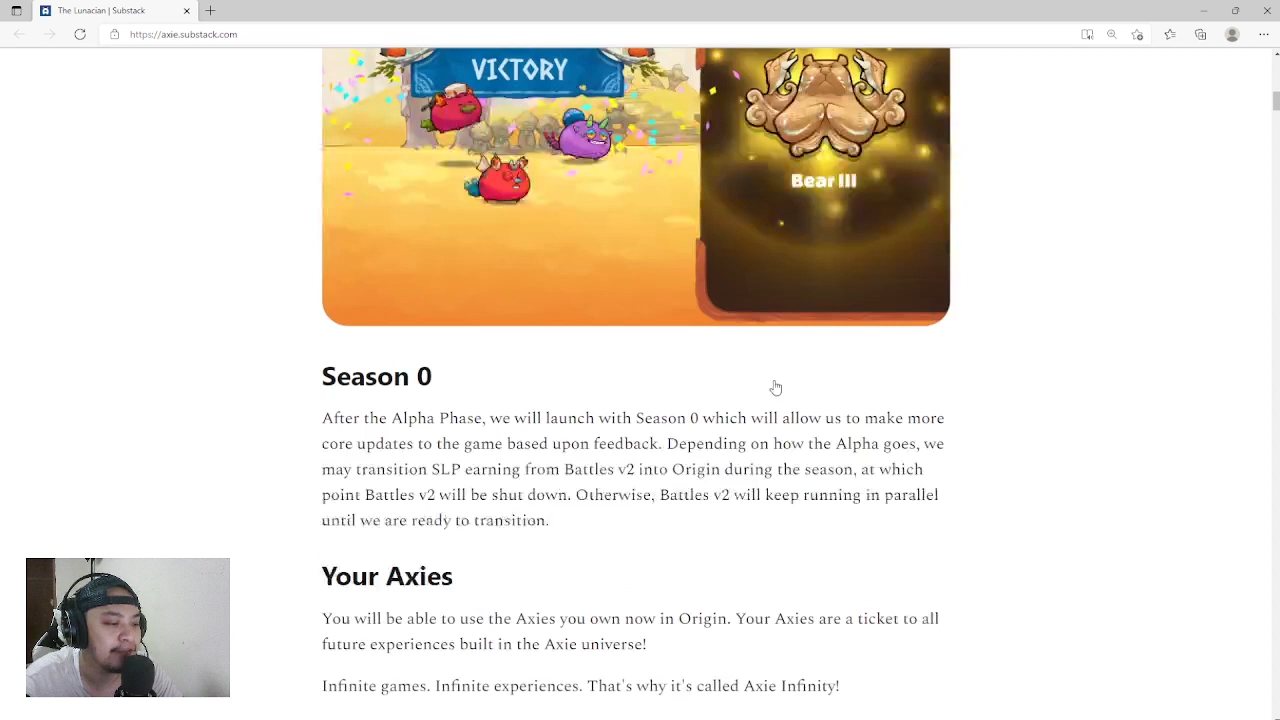 The Lunacian | Substack
https://axie.substack.com
VICTORY
Bear III
Season 0
After the Alpha Phase, we will launch with Season 0 which will allow us to make more
core updates to the game based upon feedback. Depending on how the Alpha goes, we
may transition SLP earning from Battles v2 into Origin during the season, at which
point Battles v2 will be shut down. Otherwise, Battles v2 will keep running in parallel
until we are ready to transition.
Your Axies
You will be able to use the Axies you own now in Origin. Your Axies are a ticket to all
future experiences built in the Axie universe!
Infinite games. Infinite experiences. That's why it's called Axie Infinity!